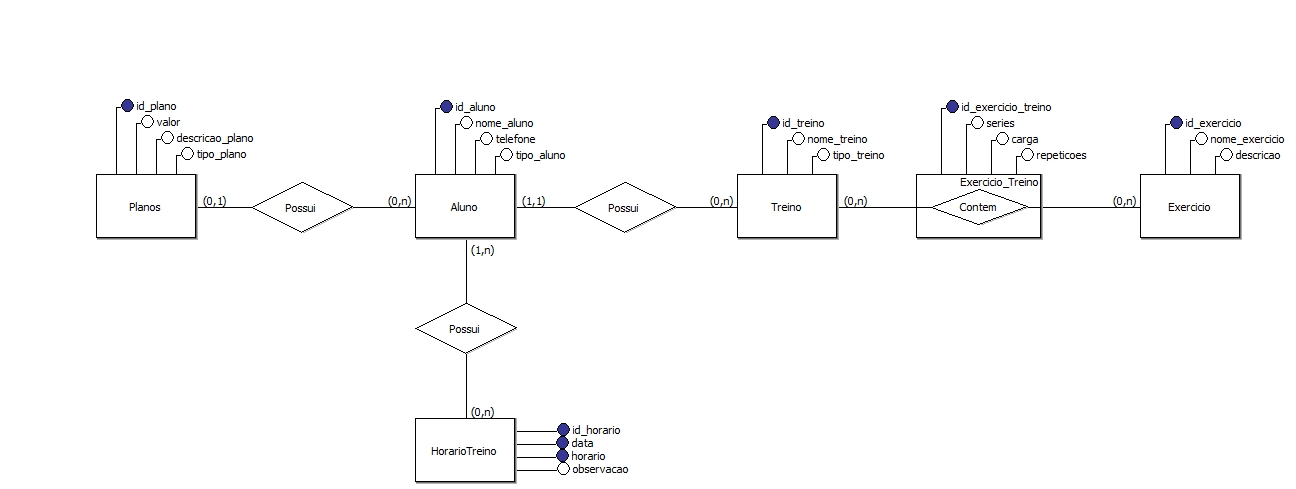 id_plano
valor
descricao_plano
tipo_plano
Planos
(0,1)
Possui
(0,n)
id_aluno
nome_aluno
telefone
tipo_aluno
Aluno
(1,1)
Possui
(0,n)
id_treino
nome_treino
tipo_treino
Treino
(0,n)
id_exercicio_treino
series
carga
repeticoes
Exercicio_Treino
Contem
(0,n)
id_exercicio
nome_exercicio
descricao
Exercicio
(1,n)
Possui
(0,n)
HorarioTreino
id_horario
data
horario
observacao